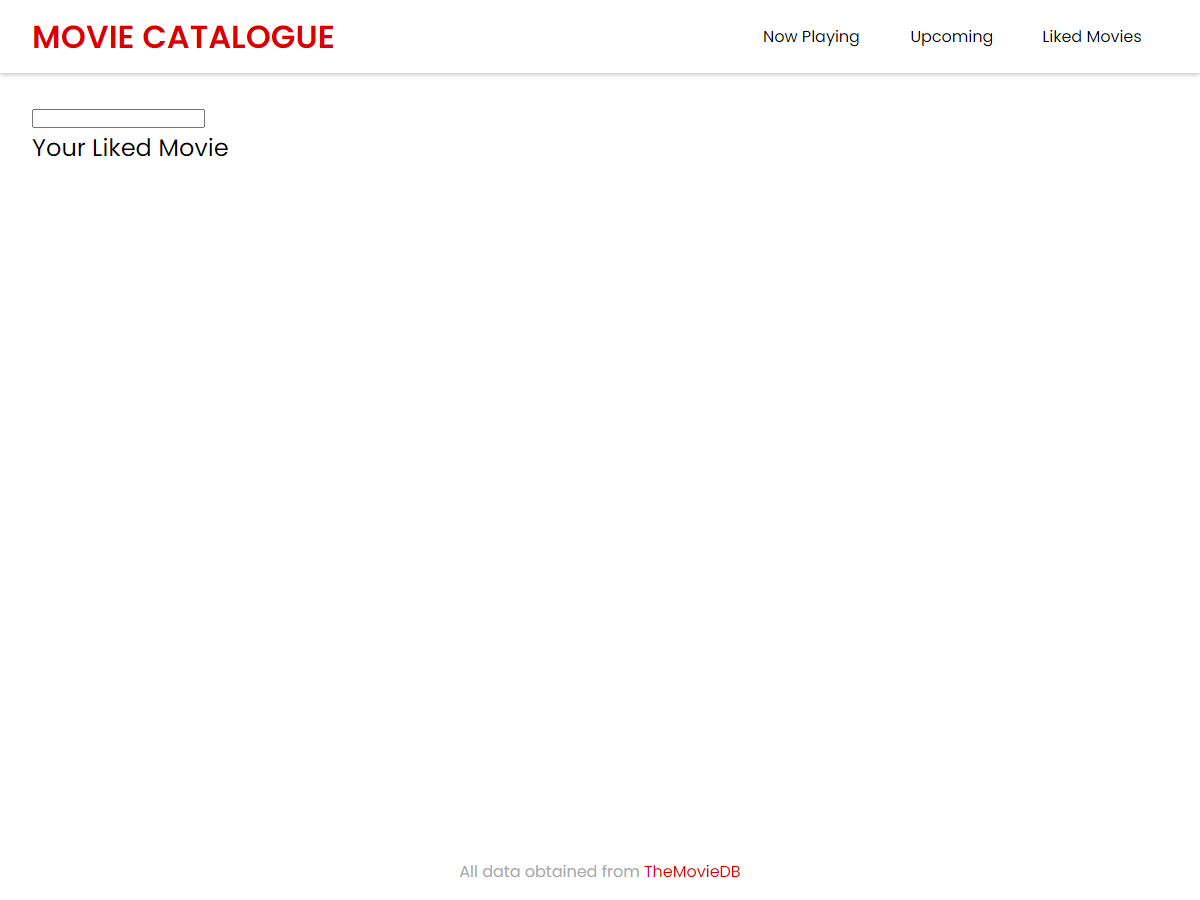 MOVIE CATALOGUE
Now Playing
Upcoming
Liked Movies
Your Liked Movie
All data obtained from TheMovieDB